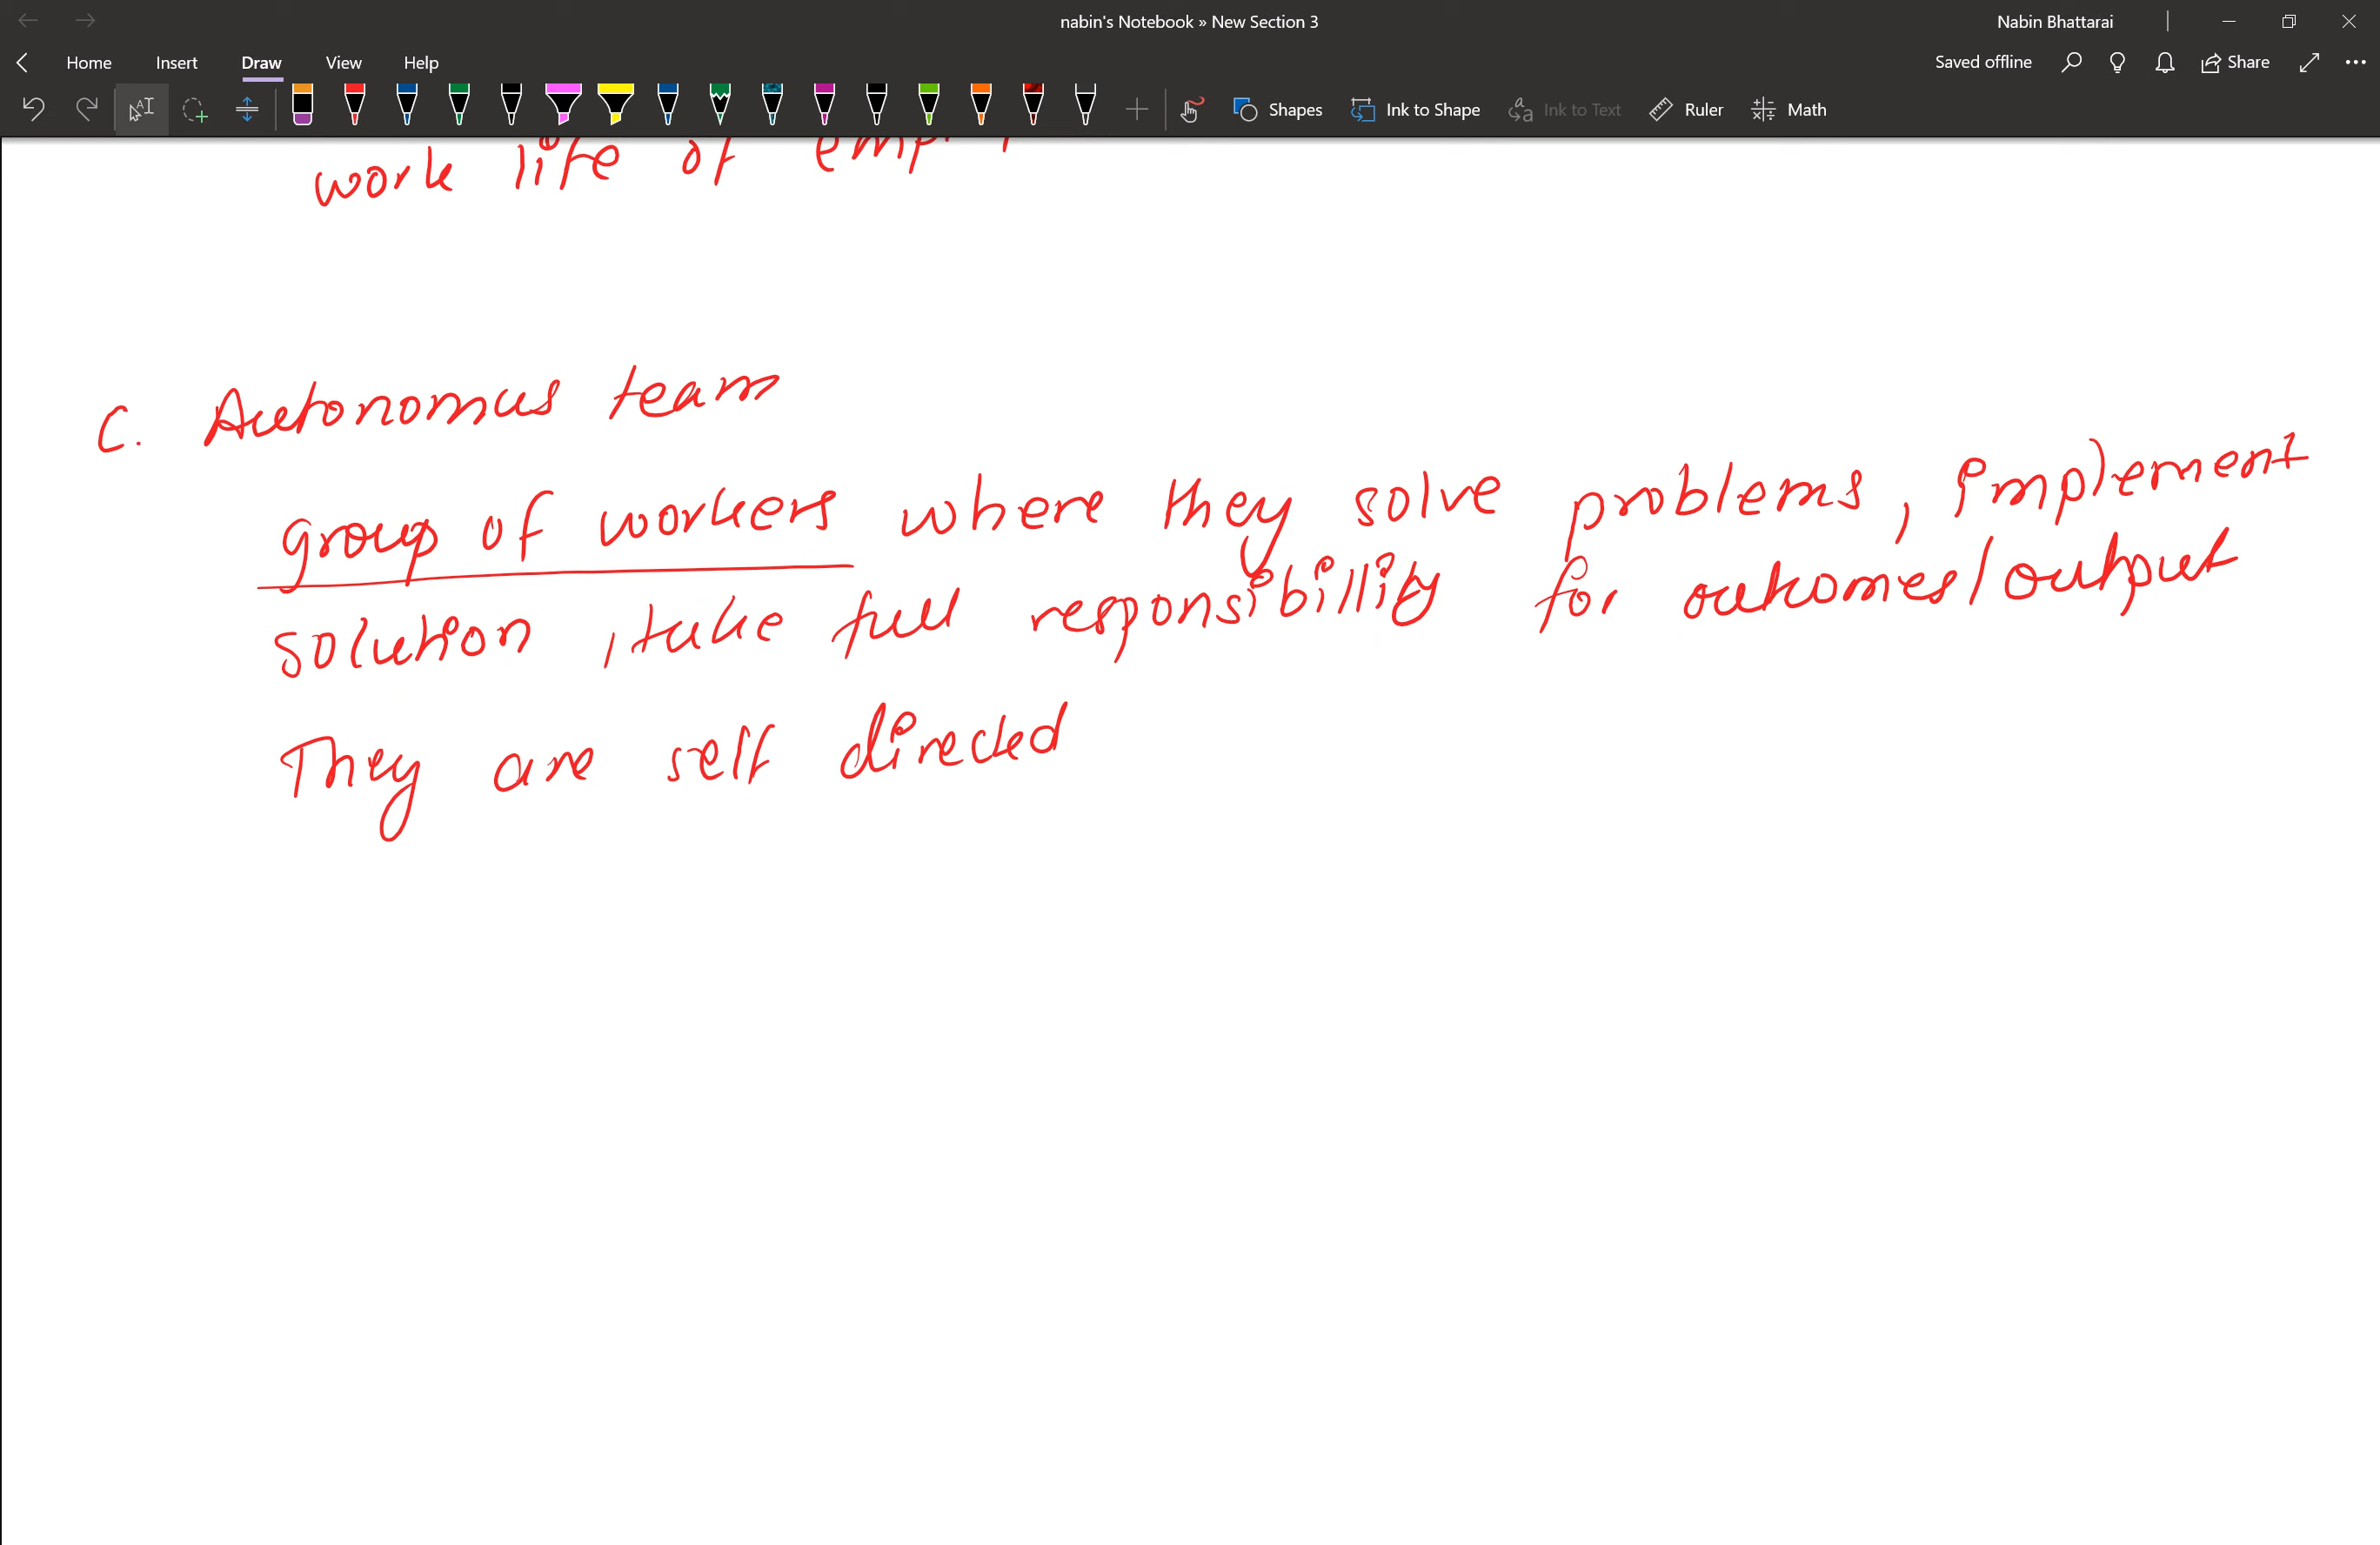 nabin's Notebook » New Section 3
Nabin Bhattarai
Home Insert Draw View Help
Saved offline
Share
Shapes
Ink to Shape
Ink to Text
Ruler
Math
work life of
C. Autonomus team
group of workers where they solve problems, implement
solution, take full responsibillity for outcomes/output
They are self directed